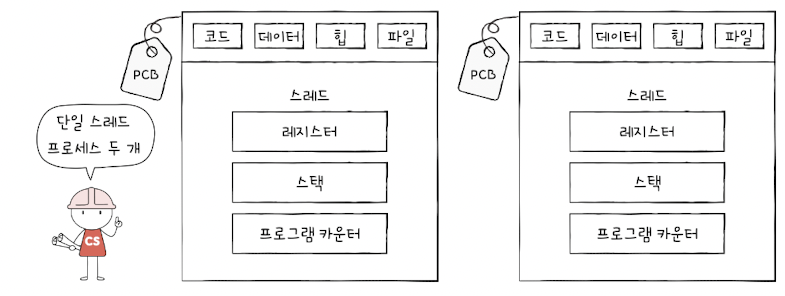 코드 데이터 힙 파일
PCB
스레드
레지스터
스택
프로그램 카운터
코드 데이터 힙 파일
PCB
스레드
레지스터
스택
프로그램 카운터
단일 스레드
프로세스 두 개
CS